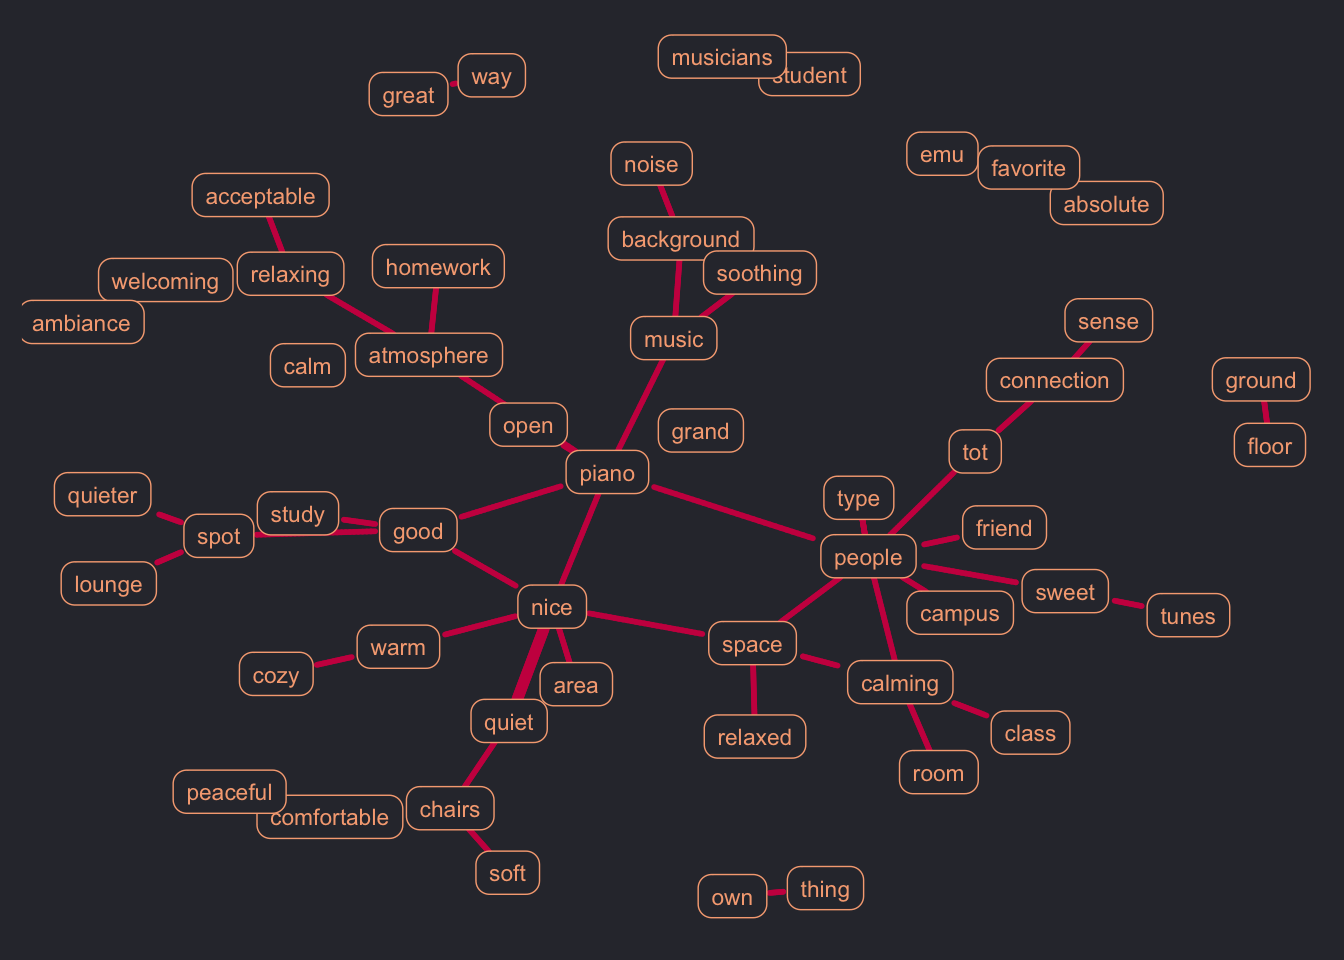 musicians
student
way
great
emu
noise
favorite
acceptable
absolute
background
homework
soothing
relaxing
welcoming
sense
ambiance
music
atmosphere
calm
connection
ground
open
grand
floor
tot
piano
quieter
type
study
friend
good
spot
people
lounge
sweet
nice
campus
tunes
space
warm
cozy
calming
area
quiet
class
relaxed
room
peaceful
chairs
comfortable
soft
thing
own